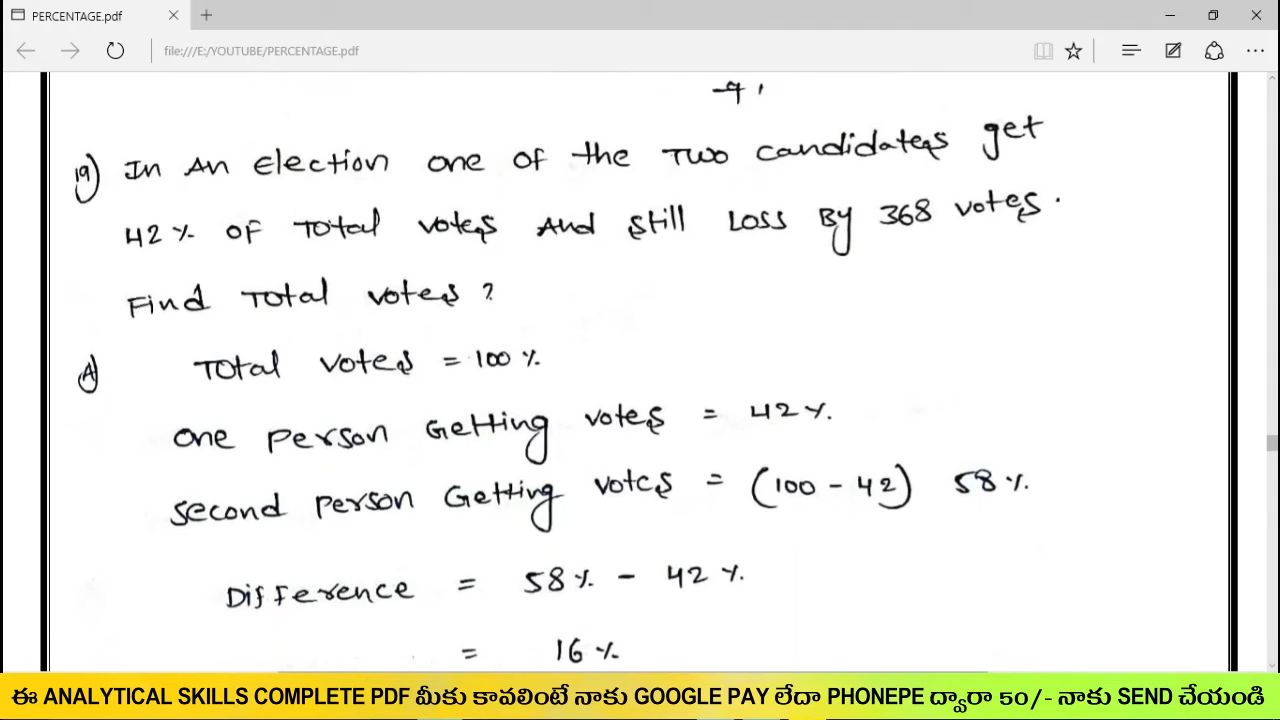 PERCENTAGE.pdf
file:///E:/YOUTUBE/PERCENTAGE.pdf
19) In An Election one of the Two candidates get
42% of Total votes And still Loss By 368 votes.
Find Total votes?
A) Total votes = 100%
one person Getting votes = 42%.
second person Getting votes = (100 - 42) 58%.
Difference = 58% - 42%.
= 16%
ఈ ANALYTICAL SKILLS COMPLETE PDF మీకు కావలింటే నాకు GOOGLE PAY లేదా PHONEPE ద్వారా 50/- నాకు SEND చేయండి